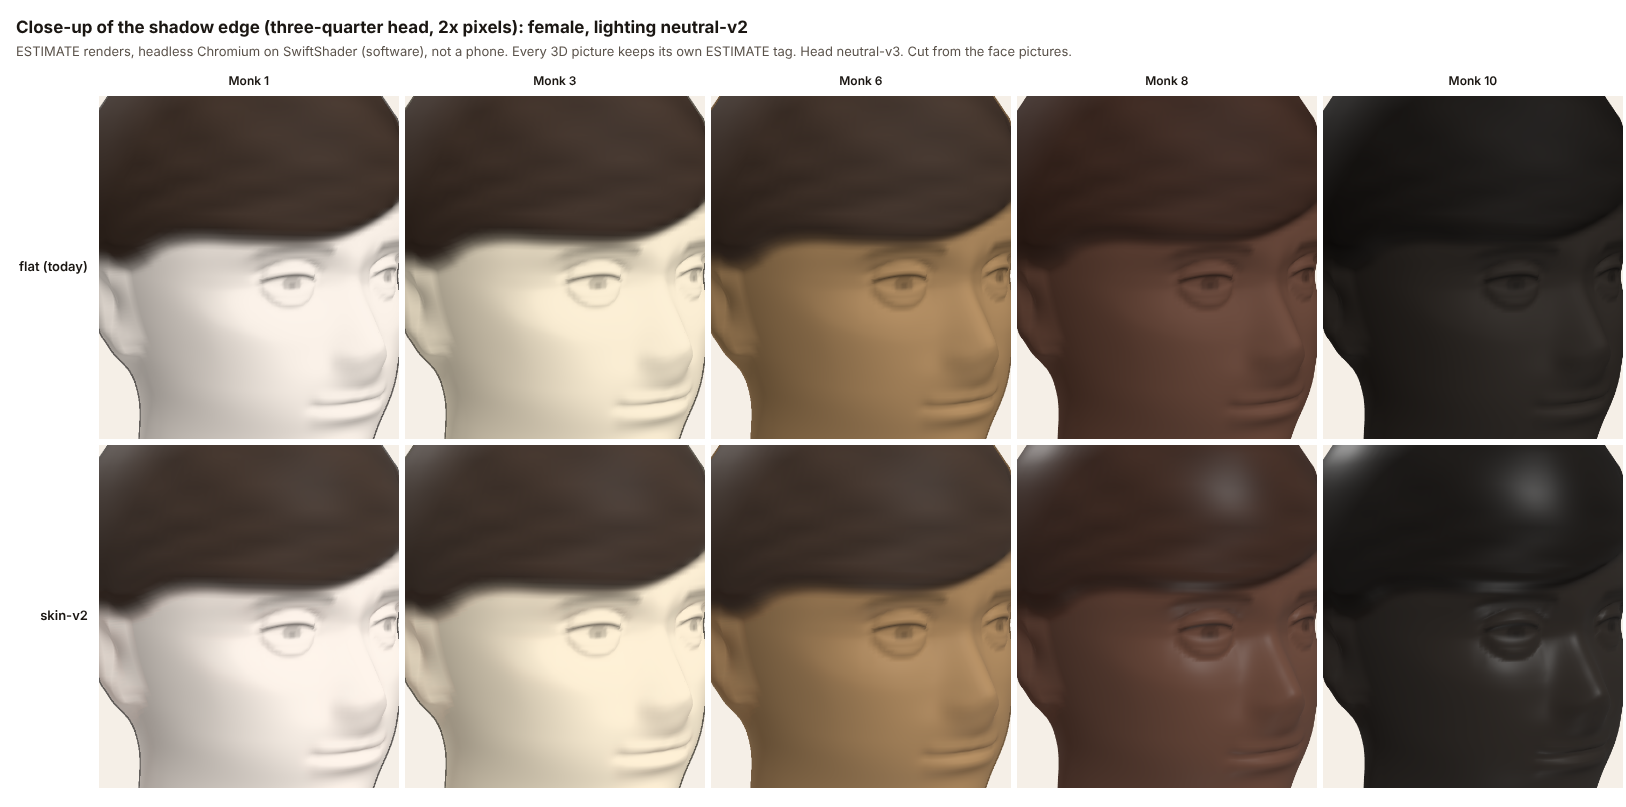 Close-up of the shadow edge (three-quarter head, 2x pixels): female, lighting neutral-v2
ESTIMATE renders, headless Chromium on SwiftShader (software), not a phone. Every 3D picture keeps its own ESTIMATE tag. Head neutral-v3. Cut from the face pictures.
Monk 1 Monk 3 Monk 6 Monk 8 Monk 10
flat (today)
skin-v2